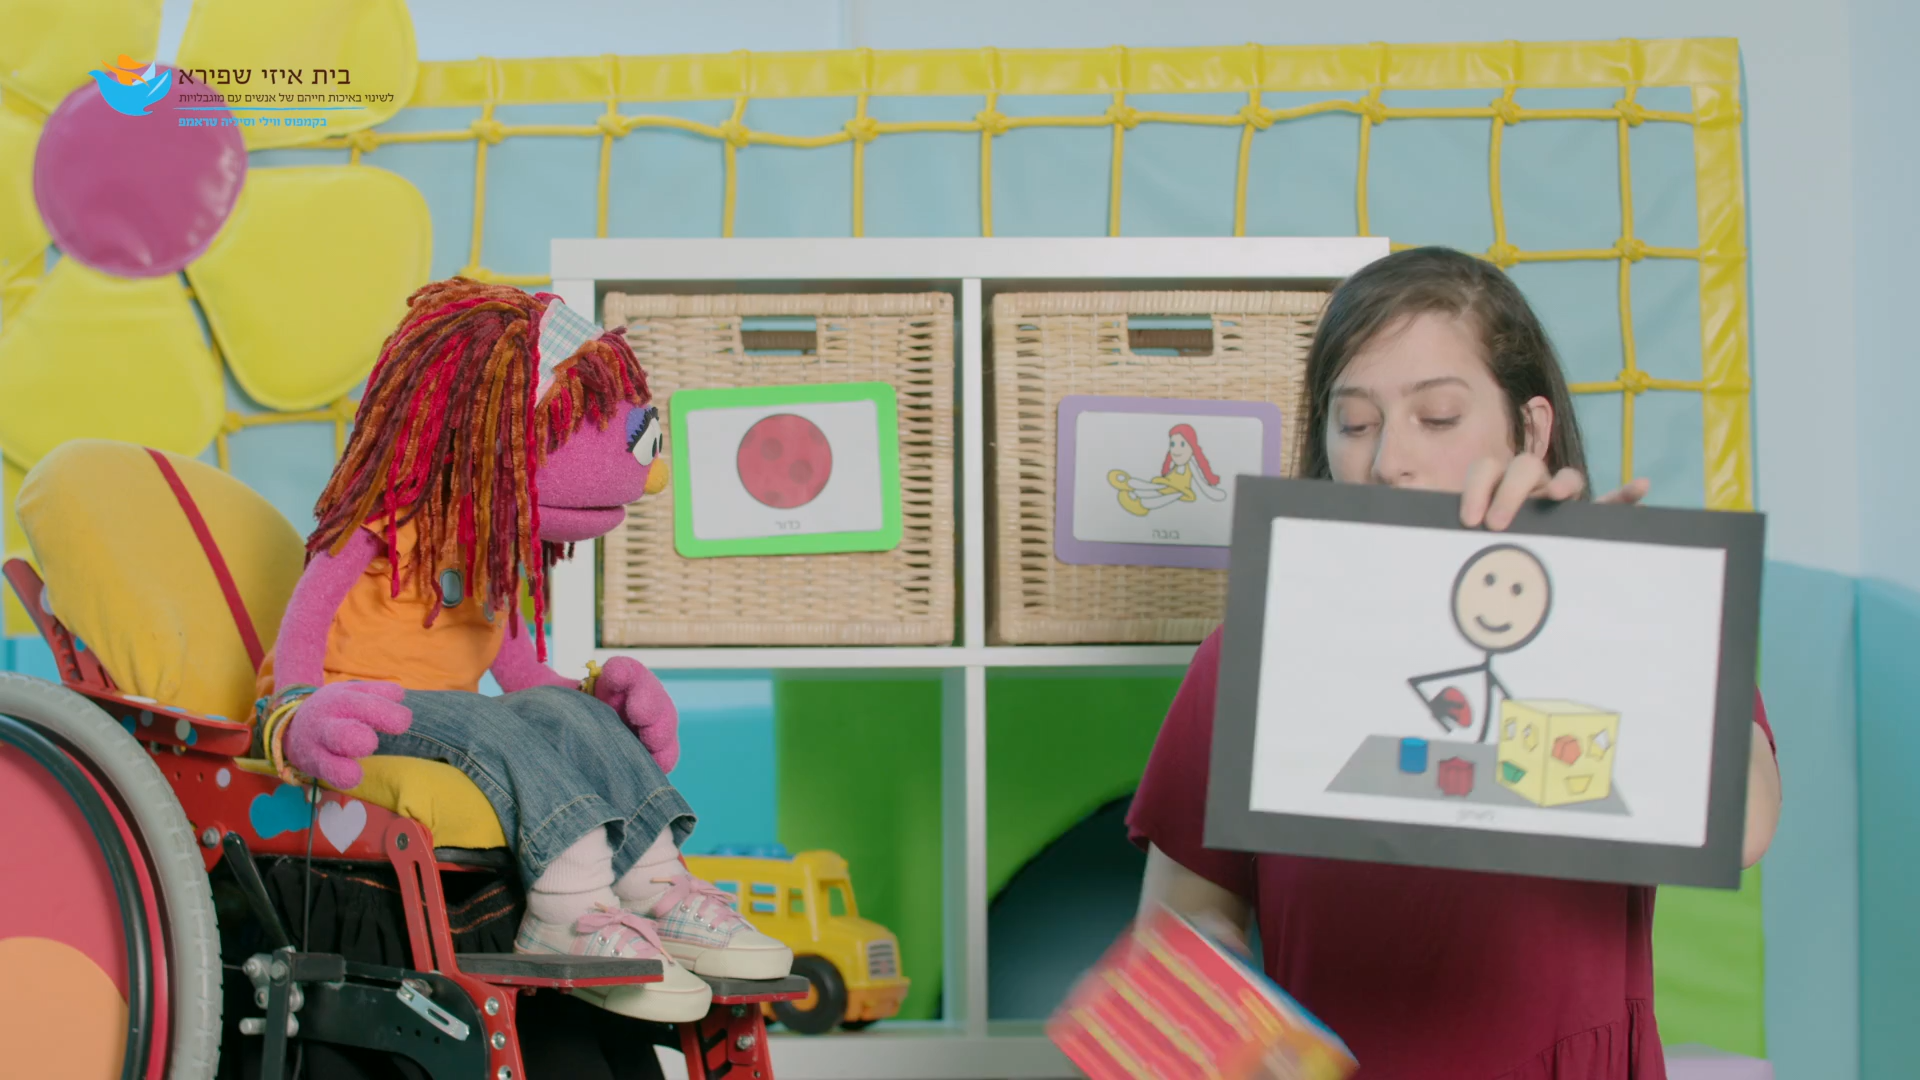 בית איזי שפירא
לשינוי באיכות חייהם של אנשים עם מוגבלויות
בקמפוס ווילי וסיליה טראמפ
כדור
בובה